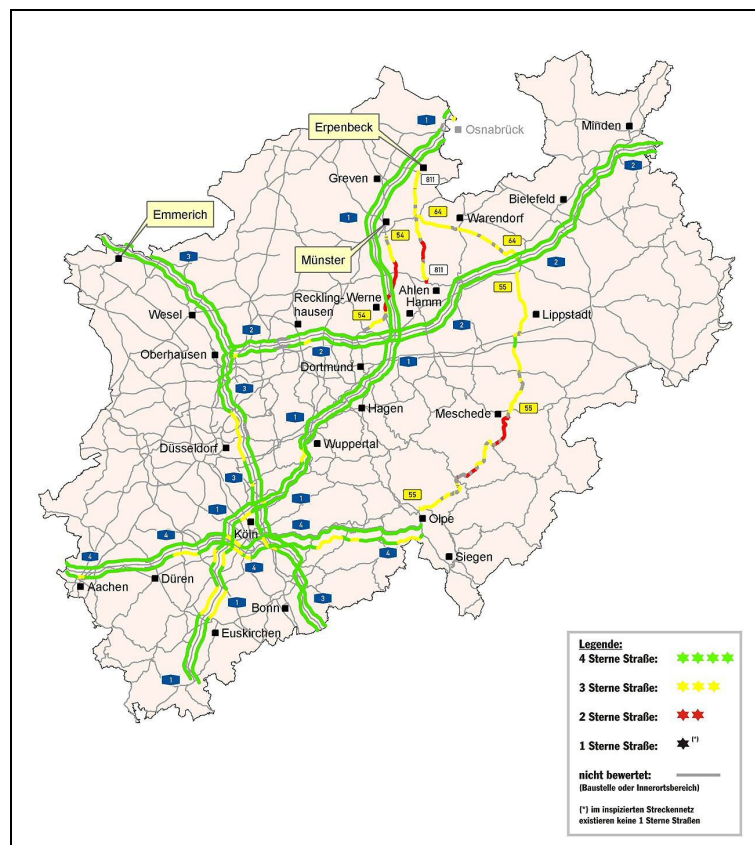 1
Osnabrück
Minden
Erpenbeck
Greven
811
2
Bielefeld
Emmerich
1
64
Warendorf
Münster
54
64
3
2
811
55
Reckling-
hausen
Werne
Ahlen
Hamm
Wesel
54
Lippstadt
2
2
Oberhausen
2
1
Dortmund
3
Hagen
Meschede
1
55
Düsseldorf
Wuppertal
3
1
1
55
4
Olpe
Köln
4
4
4
4
Siegen
Aachen
Düren
1
3
Bonn
Euskirchen
1
Legende:
4 Sterne Straße:
3 Sterne Straße:
2 Sterne Straße:
1 Sterne Straße: (*)
nicht bewertet:
(Baustelle oder Innerortsbereich)
(*) im inspizierten Streckennetz
existieren keine 1 Sterne Straßen